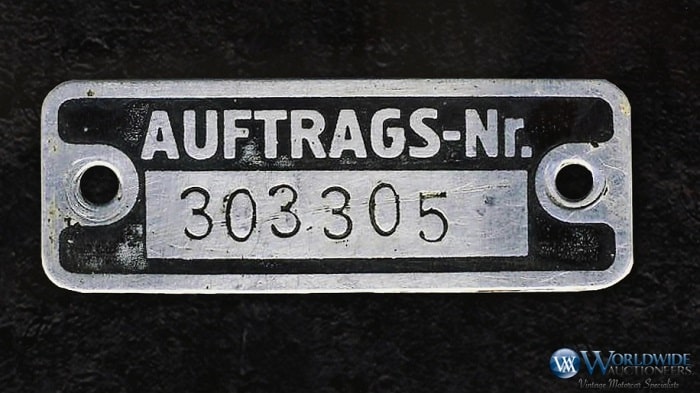 AUFTRAGS-Nr.
303305
WORLDWIDE
AUCTIONEERS
Vintage Motorcar Specialists